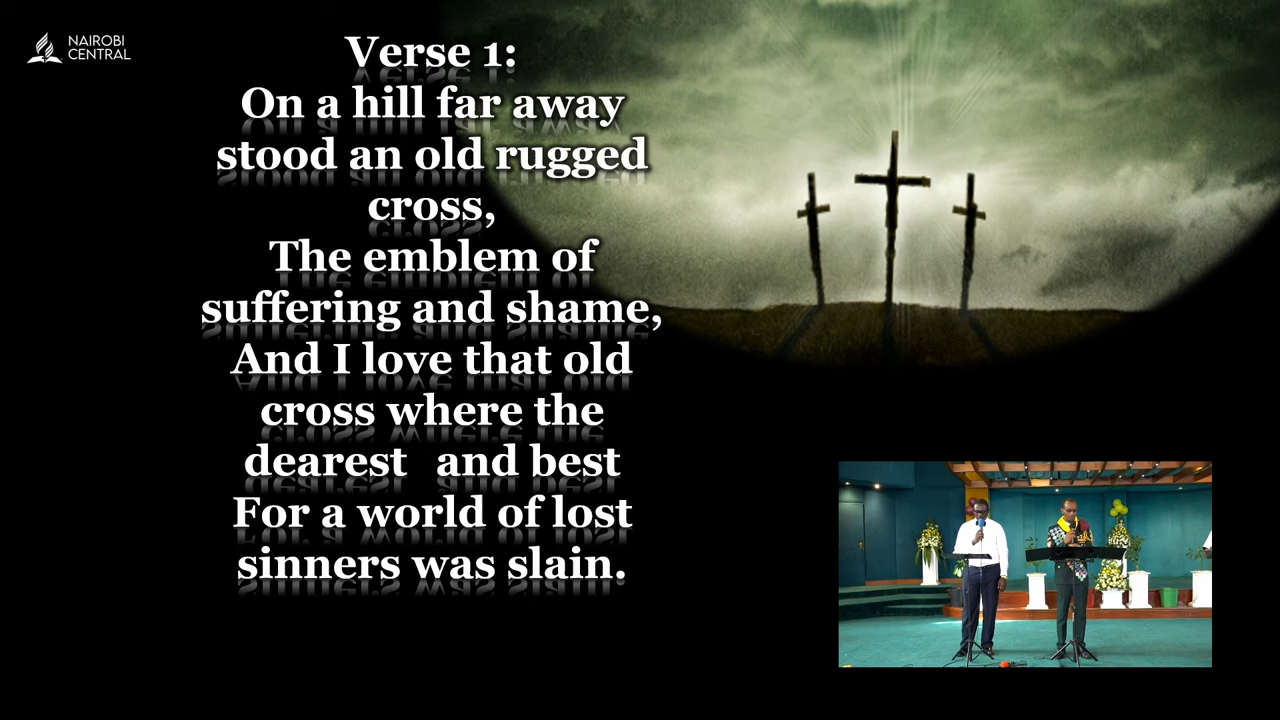 NAIROBI
CENTRAL
Verse 1:
On a hill far away
stood an old rugged
cross,
The emblem of
suffering and shame,
And I love that old
cross where the
dearest   and best
For a world of lost
sinners was slain.